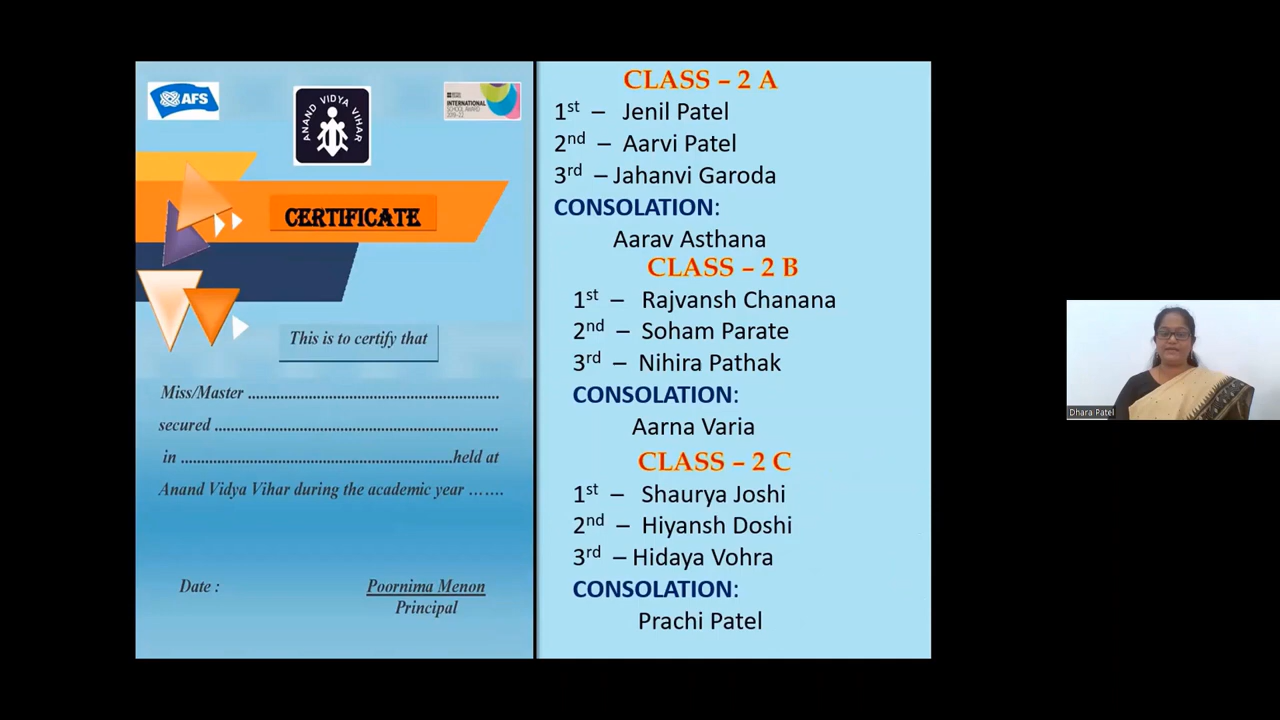 AFS
ANAND VIDYA VIHAR
INTERNATIONAL
SCHOOL AWARD
2019-22
CERTIFICATE
This is to certify that
Miss/Master ..................................................
secured .........................................................
in .......................................................held at
Anand Vidya Vihar during the academic year .......
Date :
Poornima Menon
Principal
CLASS – 2 A
1st – Jenil Patel
2nd – Aarvi Patel
3rd – Jahanvi Garoda
CONSOLATION:
Aarav Asthana
CLASS – 2 B
1st – Rajvansh Chanana
2nd – Soham Parate
3rd – Nihira Pathak
CONSOLATION:
Aarna Varia
CLASS – 2 C
1st – Shaurya Joshi
2nd – Hiyansh Doshi
3rd – Hidaya Vohra
CONSOLATION:
Prachi Patel
Dhara Patel